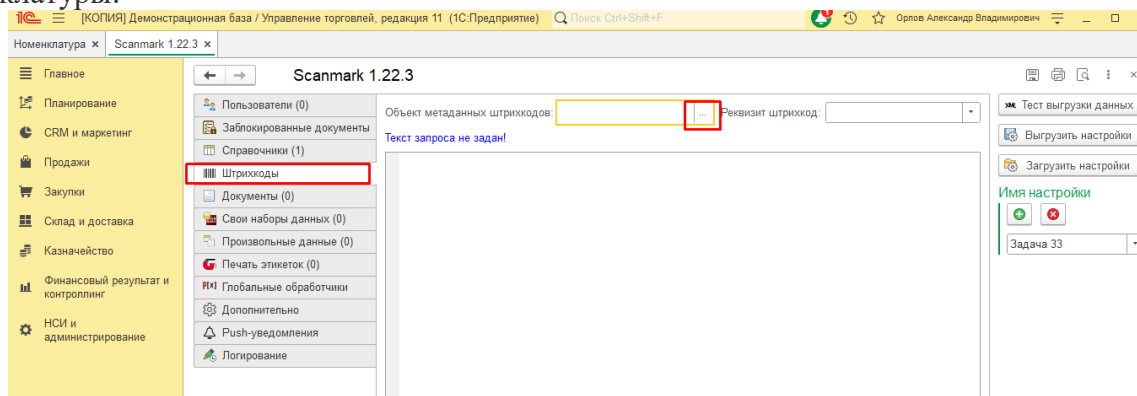 клатуры.
[КОПИЯ] Демонстрационная база / Управление торговлей, редакция 11 (1С:Предприятие) Поиск Ctrl+Shift+F Орлов Александр Владимирович
Номенклатура × Scanmark 1.22.3 ×
Главное
Планирование
CRM и маркетинг
Продажи
Закупки
Склад и доставка
Казначейство
Финансовый результат и
контроллинг
НСИ и
администрирование
Scanmark 1.22.3
Пользователи (0)
Заблокированные документы
Справочники (1)
Штрихкоды
Документы (0)
Свои наборы данных (0)
Произвольные данные (0)
Печать этикеток (0)
Глобальные обработчики
Дополнительно
Push-уведомления
Логирование
Объект метаданных штрихкодов: ... Реквизит штрихкод:
Текст запроса не задан!
XML Тест выгрузки данных
Выгрузить настройки
Загрузить настройки
Имя настройки
Задача 33